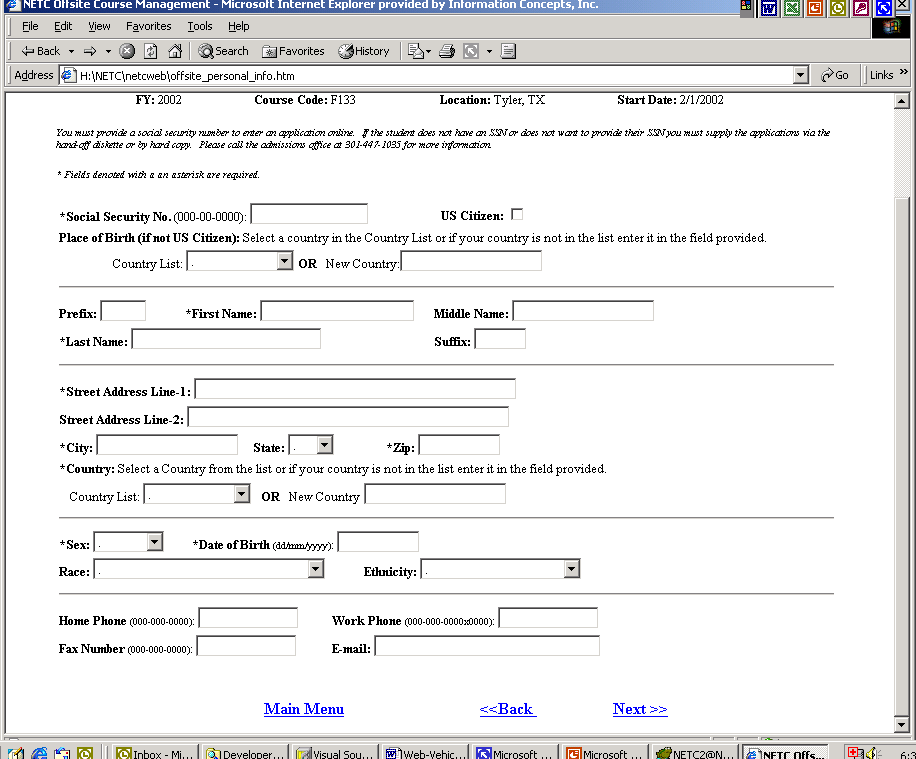 NETC Offsite Course Management - Microsoft Internet Explorer provided by Information Concepts, Inc.
File Edit View Favorites Tools Help
Back Search Favorites History
Address H:\NETC\netcweb\offsite_personal_info.htm Go Links »
FY: 2002 Course Code: F133 Location: Tyler, TX Start Date: 2/1/2002
You must provide a social security number to enter an application online. If the student does not have an SSN or does not want to provide their SSN you must supply the applications via the
hand-off diskette or by hard copy. Please call the admissions office at 301-447-1035 for more information.
* Fields denoted with a an asterisk are required.
*Social Security No. (000-00-0000): US Citizen:
Place of Birth (if not US Citizen): Select a country in the Country List or if your country is not in the list enter it in the field provided.
Country List: . OR New Country:
Prefix: *First Name: Middle Name:
*Last Name: Suffix:
*Street Address Line-1:
Street Address Line-2:
*City: State: . *Zip:
*Country: Select a Country from the list or if your country is not in the list enter it in the field provided.
Country List: . OR New Country
*Sex: . *Date of Birth (dd/mm/yyyy):
Race: . Ethnicity: .
Home Phone (000-000-0000): Work Phone (000-000-0000x0000):
Fax Number (000-000-0000): E-mail:
Main Menu <<Back Next >>
Inbox - Mi... Developer... Visual Sou... Web-Vehic... Microsoft ... Microsoft ... NETC2@N... NETC Offs...